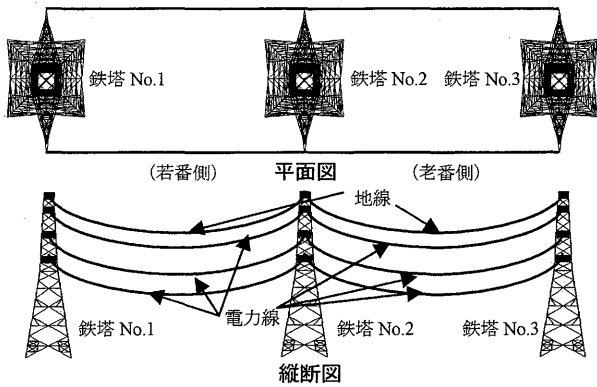 鉄塔 No.1
鉄塔 No.2
鉄塔 No.3
(若番側)
平面図
(老番側)
地線
電力線
鉄塔 No.1
鉄塔 No.2
鉄塔 No.3
縦断図